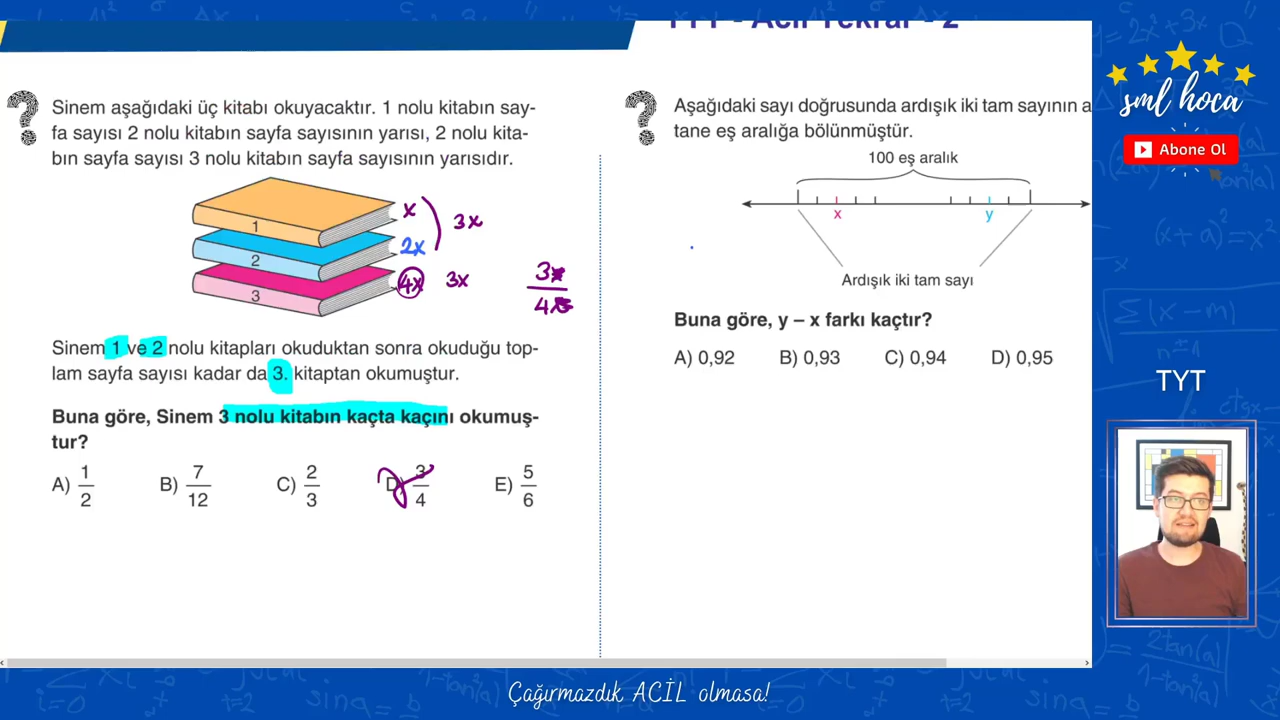 TYT - Acil Tekrar - 2
Sinem aşağıdaki üç kitabı okuyacaktır. 1 nolu kitabın say-
fa sayısı 2 nolu kitabın sayfa sayısının yarısı, 2 nolu kita-
bın sayfa sayısı 3 nolu kitabın sayfa sayısının yarısıdır.
1
2
3
x
2x
4x
3x
3x
3x
4x
Sinem 1 ve 2 nolu kitapları okuduktan sonra okuduğu top-
lam sayfa sayısı kadar da 3. kitaptan okumuştur.
Buna göre, Sinem 3 nolu kitabın kaçta kaçını okumuş-
tur?
A) 1/2 B) 7/12 C) 2/3 D) 3/4 E) 5/6
Aşağıdaki sayı doğrusunda ardışık iki tam sayının a
tane eş aralığa bölünmüştür.
100 eş aralık
x y
Ardışık iki tam sayı
Buna göre, y – x farkı kaçtır?
A) 0,92 B) 0,93 C) 0,94 D) 0,95
sml hoca
Abone Ol
TYT
Çağırmazdık ACİL olmasa!